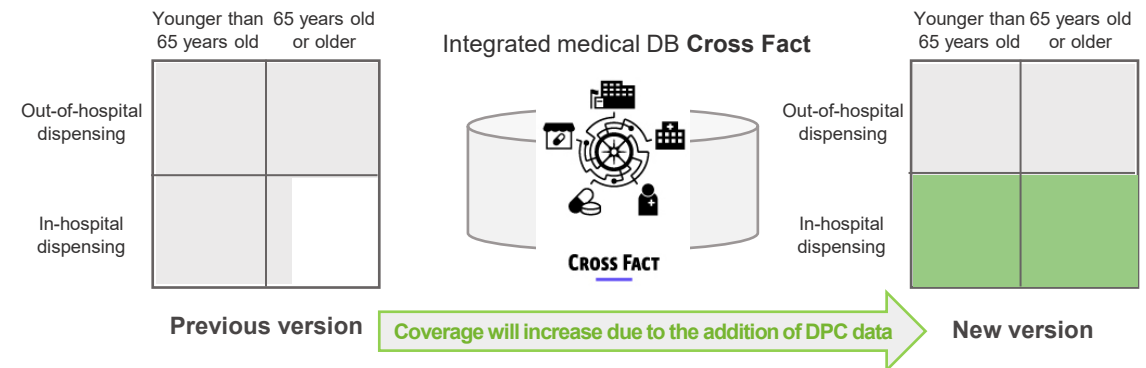 Younger than
65 years old
65 years old
or older
Out-of-hospital
dispensing
In-hospital
dispensing
Previous version
Integrated medical DB Cross Fact
CROSS FACT
Coverage will increase due to the addition of DPC data
Younger than
65 years old
65 years old
or older
Out-of-hospital
dispensing
In-hospital
dispensing
New version